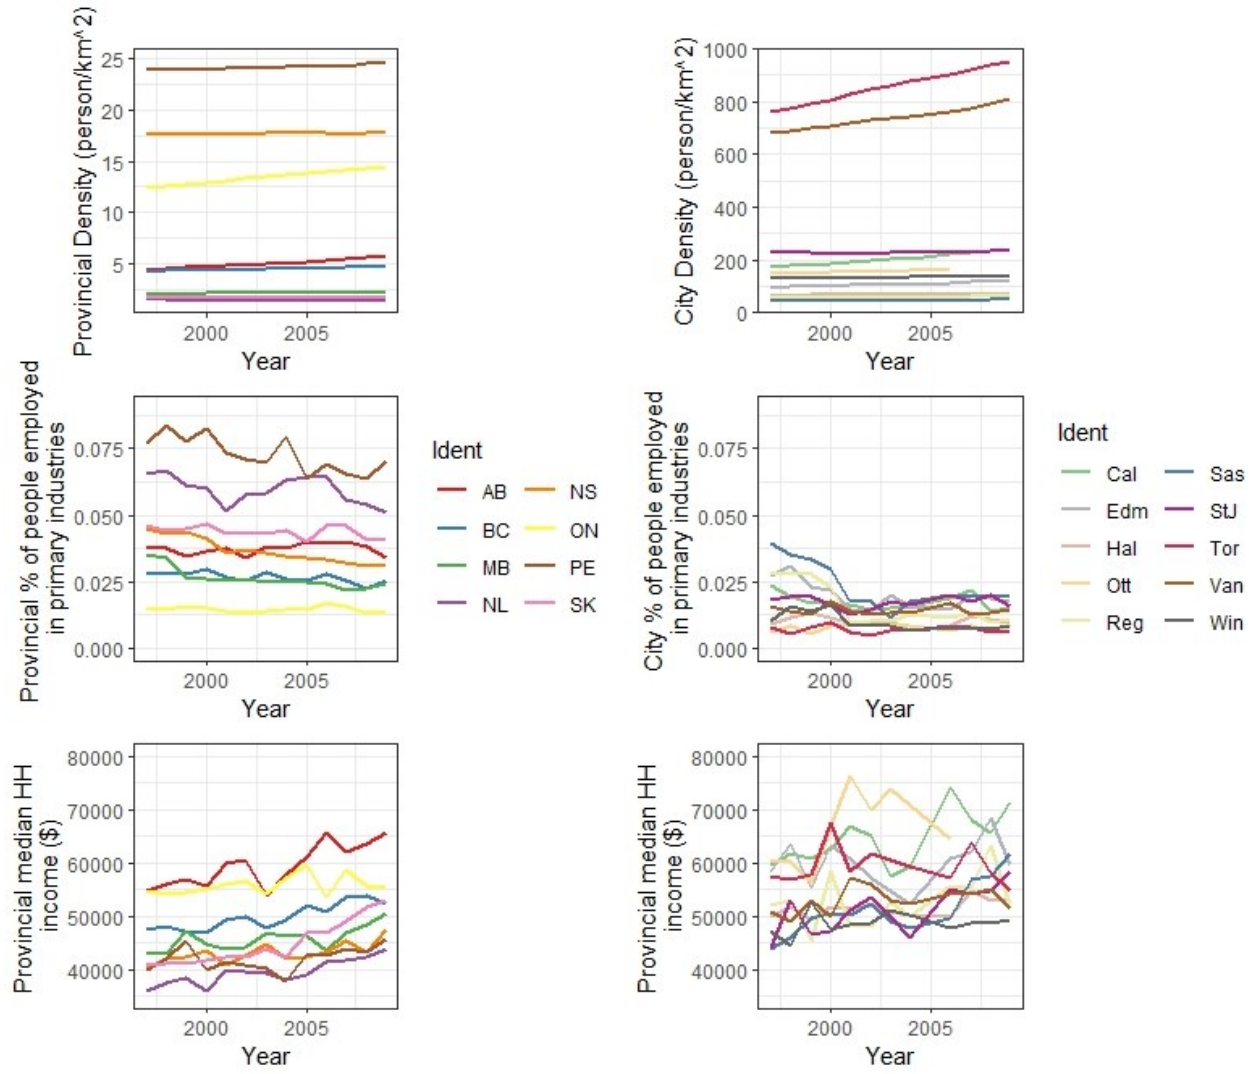 Provincial Density (person/km^2)
25
20
15
10
5
2000 2005
Year
City Density (person/km^2)
1000
800
600
400
200
0
2000 2005
Year
Provincial % of people employed
in primary industries
0.075
0.050
0.025
0.000
2000 2005
Year
Ident
AB NS
BC ON
MB PE
NL SK
City % of people employed
in primary industries
0.075
0.050
0.025
0.000
2000 2005
Year
Ident
Cal Sas
Edm StJ
Hal Tor
Ott Van
Reg Win
Provincial median HH
income ($)
80000
70000
60000
50000
40000
2000 2005
Year
Provincial median HH
income ($)
80000
70000
60000
50000
40000
2000 2005
Year